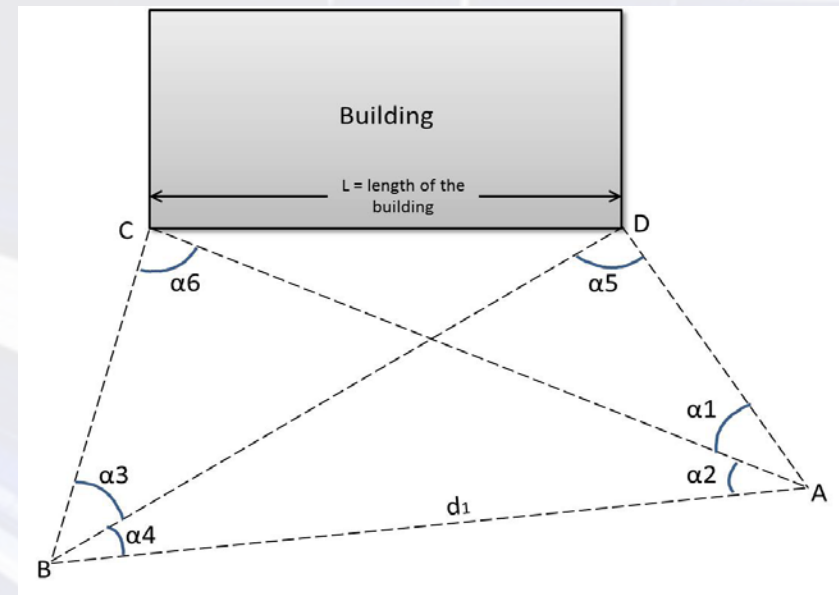 Building
L = length of the
building
C
D
α6
α5
α1
α3
α2
A
d₁
α4
B